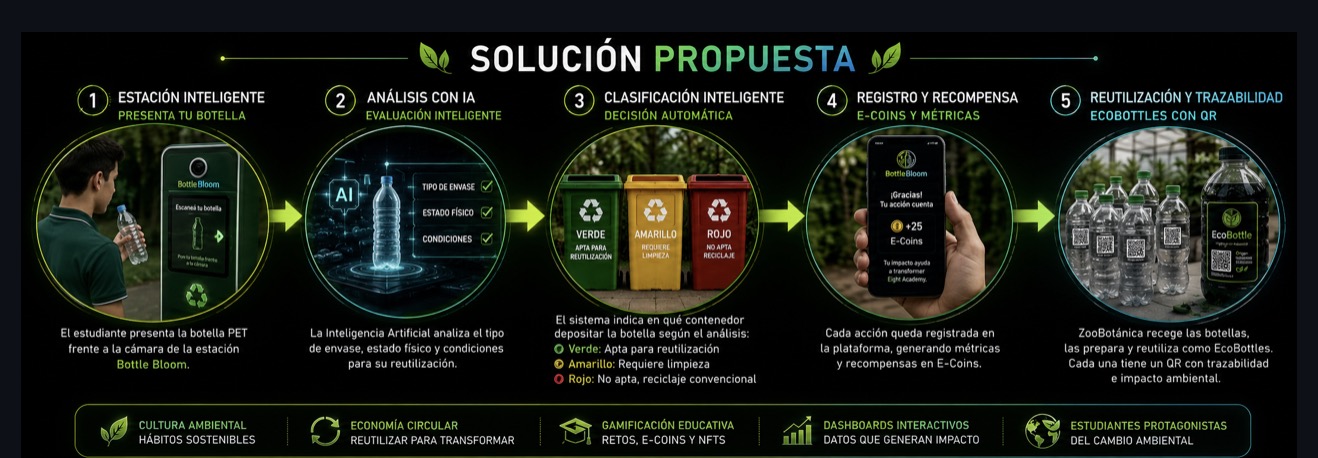 SOLUCIÓN PROPUESTA
1 ESTACIÓN INTELIGENTE
PRESENTA TU BOTELLA
BottleBloom
Escaneá tu botella
El estudiante presenta la botella PET
frente a la cámara de la estación
Bottle Bloom.
2 ANÁLISIS CON IA
EVALUACIÓN INTELIGENTE
AI
TIPO DE ENVASE
ESTADO FÍSICO
CONDICIONES
La Inteligencia Artificial analiza el tipo
de envase, estado físico y condiciones
para su reutilización.
3 CLASIFICACIÓN INTELIGENTE
DECISIÓN AUTOMÁTICA
VERDE
APTA PARA
REUTILIZACIÓN
AMARILLO
REQUIERE
LIMPIEZA
ROJO
NO APTA
RECICLAJE
El sistema indica en qué contenedor
depositar la botella según el análisis:
Verde: Apta para reutilización
Amarillo: Requiere limpieza
Rojo: No apta, reciclaje convencional
4 REGISTRO Y RECOMPENSA
E-COINS Y MÉTRICAS
BottleBloom
¡Gracias!
Tu acción cuenta
+25
E-Coins
Tu impacto ayuda
a transformar
Eight Academy.
Cada acción queda registrada en
la plataforma, generando métricas
y recompensas en E-Coins.
5 REUTILIZACIÓN Y TRAZABILIDAD
ECOBOTTLES CON QR
EcoBottle
ZooBotánica recege las botellas,
las prepara y reutiliza como EcoBottles.
Cada una tiene un QR con trazabilidad
e impacto ambiental.
CULTURA AMBIENTAL
HÁBITOS SOSTENIBLES
ECONOMÍA CIRCULAR
REUTILIZAR PARA TRANSFORMAR
GAMIFICACIÓN EDUCATIVA
RETOS, E-COINS Y NFTS
DASHBOARDS INTERACTIVOS
DATOS QUE GENERAN IMPACTO
ESTUDIANTES PROTAGONISTAS
DEL CAMBIO AMBIENTAL